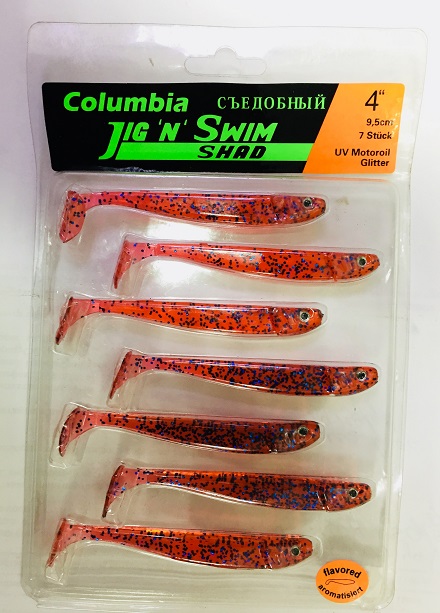 Columbia СЪЕДОБНЫЙ
JIG 'N' SWIM
SHAD
4"
9,5cm
7 Stück
UV Motoroil
Glitter
flavored
aromatisiert